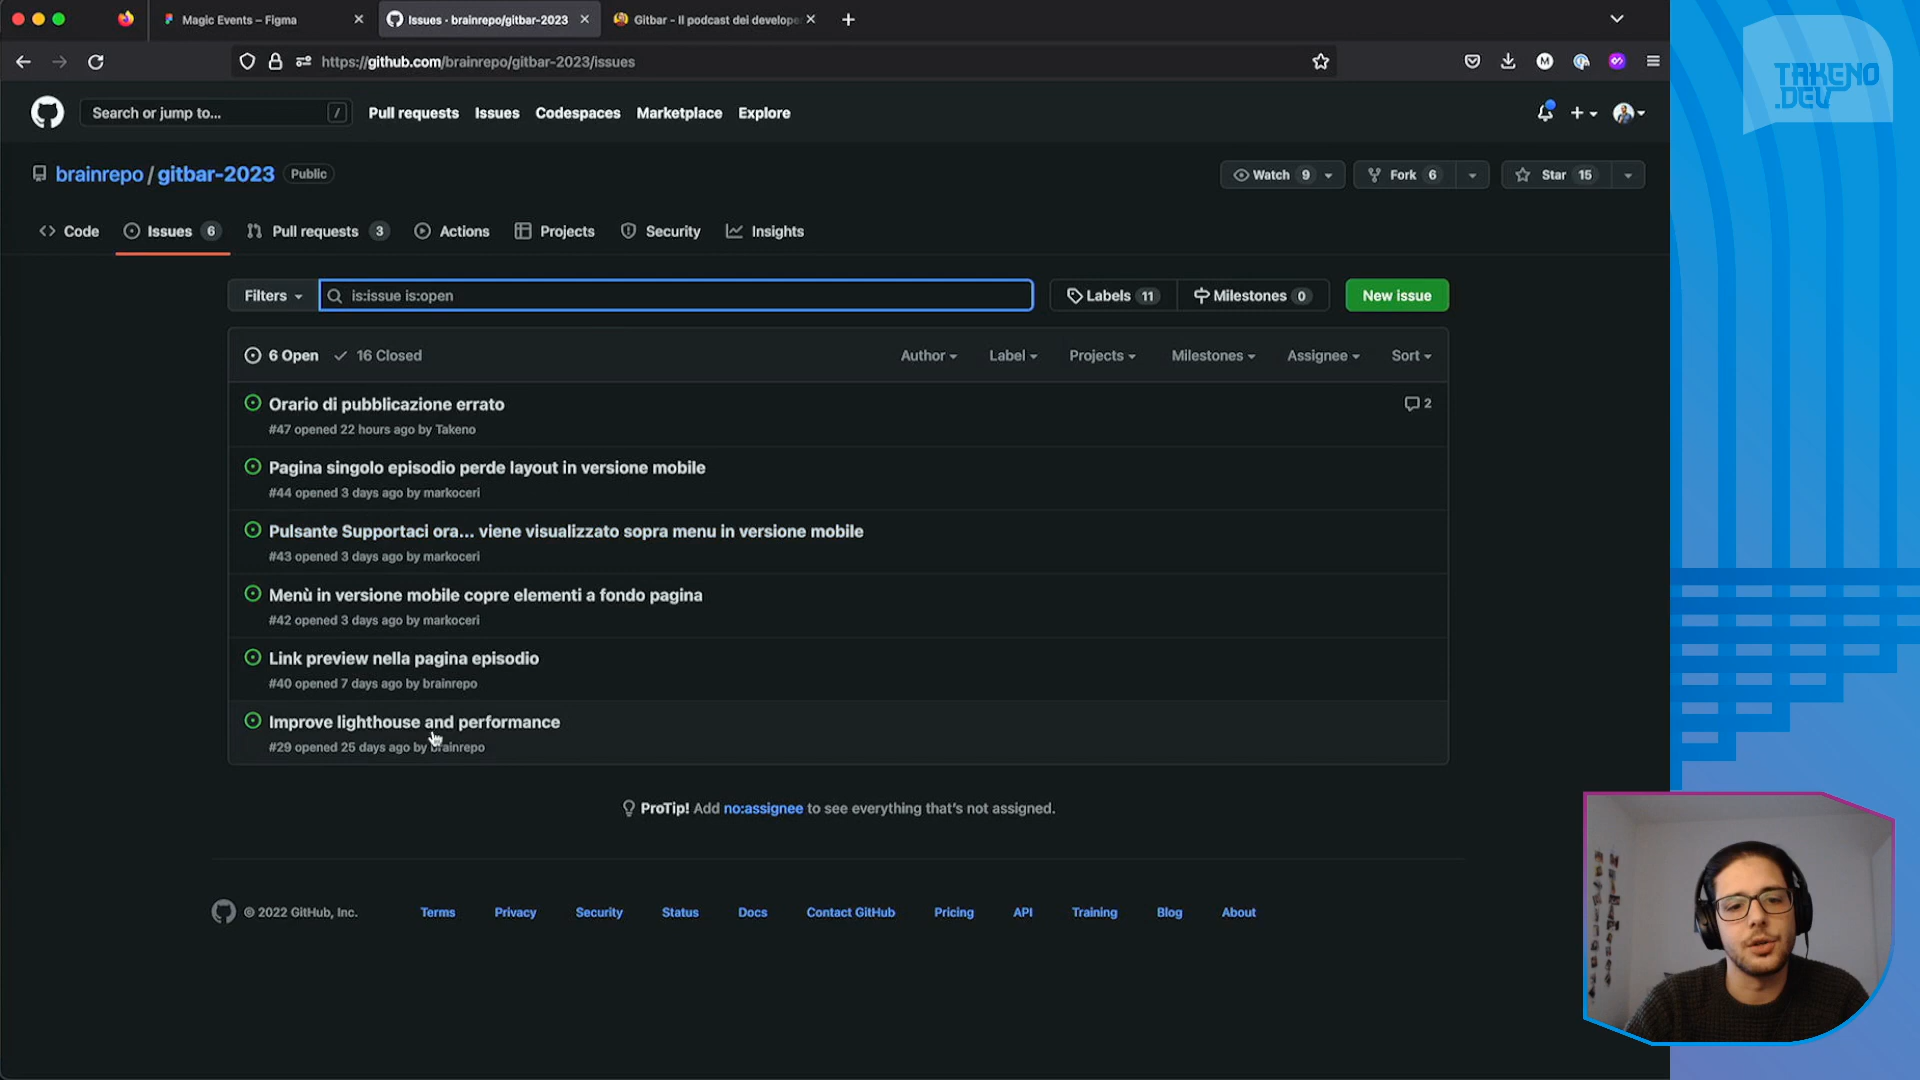 Magic Events – Figma
Issues · brainrepo/gitbar-2023
Gitbar - Il podcast dei develope
https://github.com/brainrepo/gitbar-2023/issues
TAKENO
.DEV
Search or jump to...
/
Pull requests
Issues
Codespaces
Marketplace
Explore
brainrepo / gitbar-2023
Public
Watch 9
Fork 6
Star 15
Code
Issues 6
Pull requests 3
Actions
Projects
Security
Insights
Filters
is:issue is:open
Labels 11
Milestones 0
New issue
6 Open
16 Closed
Author
Label
Projects
Milestones
Assignee
Sort
Orario di pubblicazione errato
2
#47 opened 22 hours ago by Takeno
Pagina singolo episodio perde layout in versione mobile
#44 opened 3 days ago by markoceri
Pulsante Supportaci ora... viene visualizzato sopra menu in versione mobile
#43 opened 3 days ago by markoceri
Menù in versione mobile copre elementi a fondo pagina
#42 opened 3 days ago by markoceri
Link preview nella pagina episodio
#40 opened 7 days ago by brainrepo
Improve lighthouse and performance
#29 opened 25 days ago by brainrepo
ProTip! Add no:assignee to see everything that's not assigned.
© 2022 GitHub, Inc.
Terms
Privacy
Security
Status
Docs
Contact GitHub
Pricing
API
Training
Blog
About